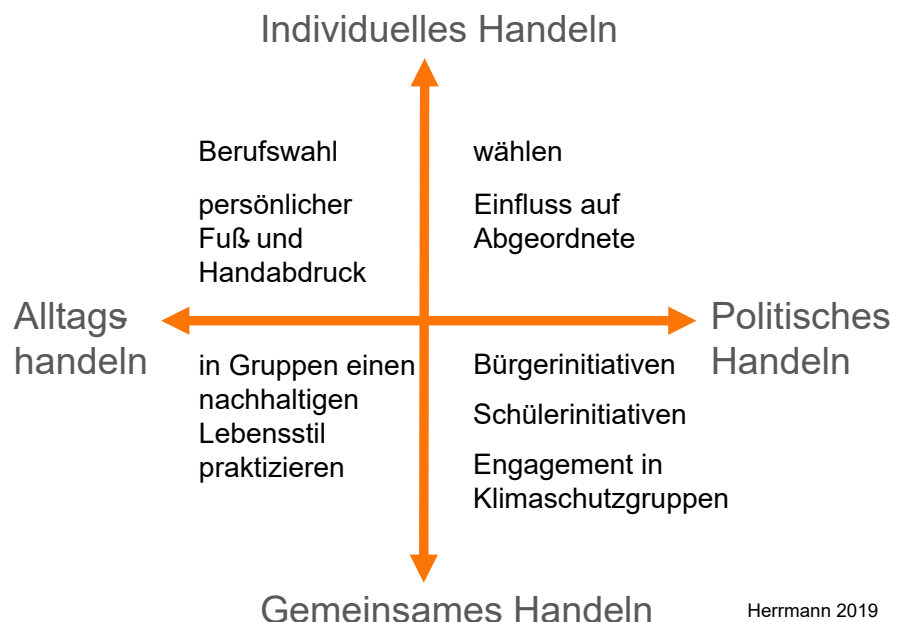 Individuelles Handeln
Berufswahl
persönlicher
Fuß- und
Handabdruck
wählen
Einfluss auf
Abgeordnete
Alltags-
handeln
Politisches
Handeln
in Gruppen einen
nachhaltigen
Lebensstil
praktizieren
Bürgerinitiativen
Schülerinitiativen
Engagement in
Klimaschutzgruppen
Gemeinsames Handeln
Herrmann 2019